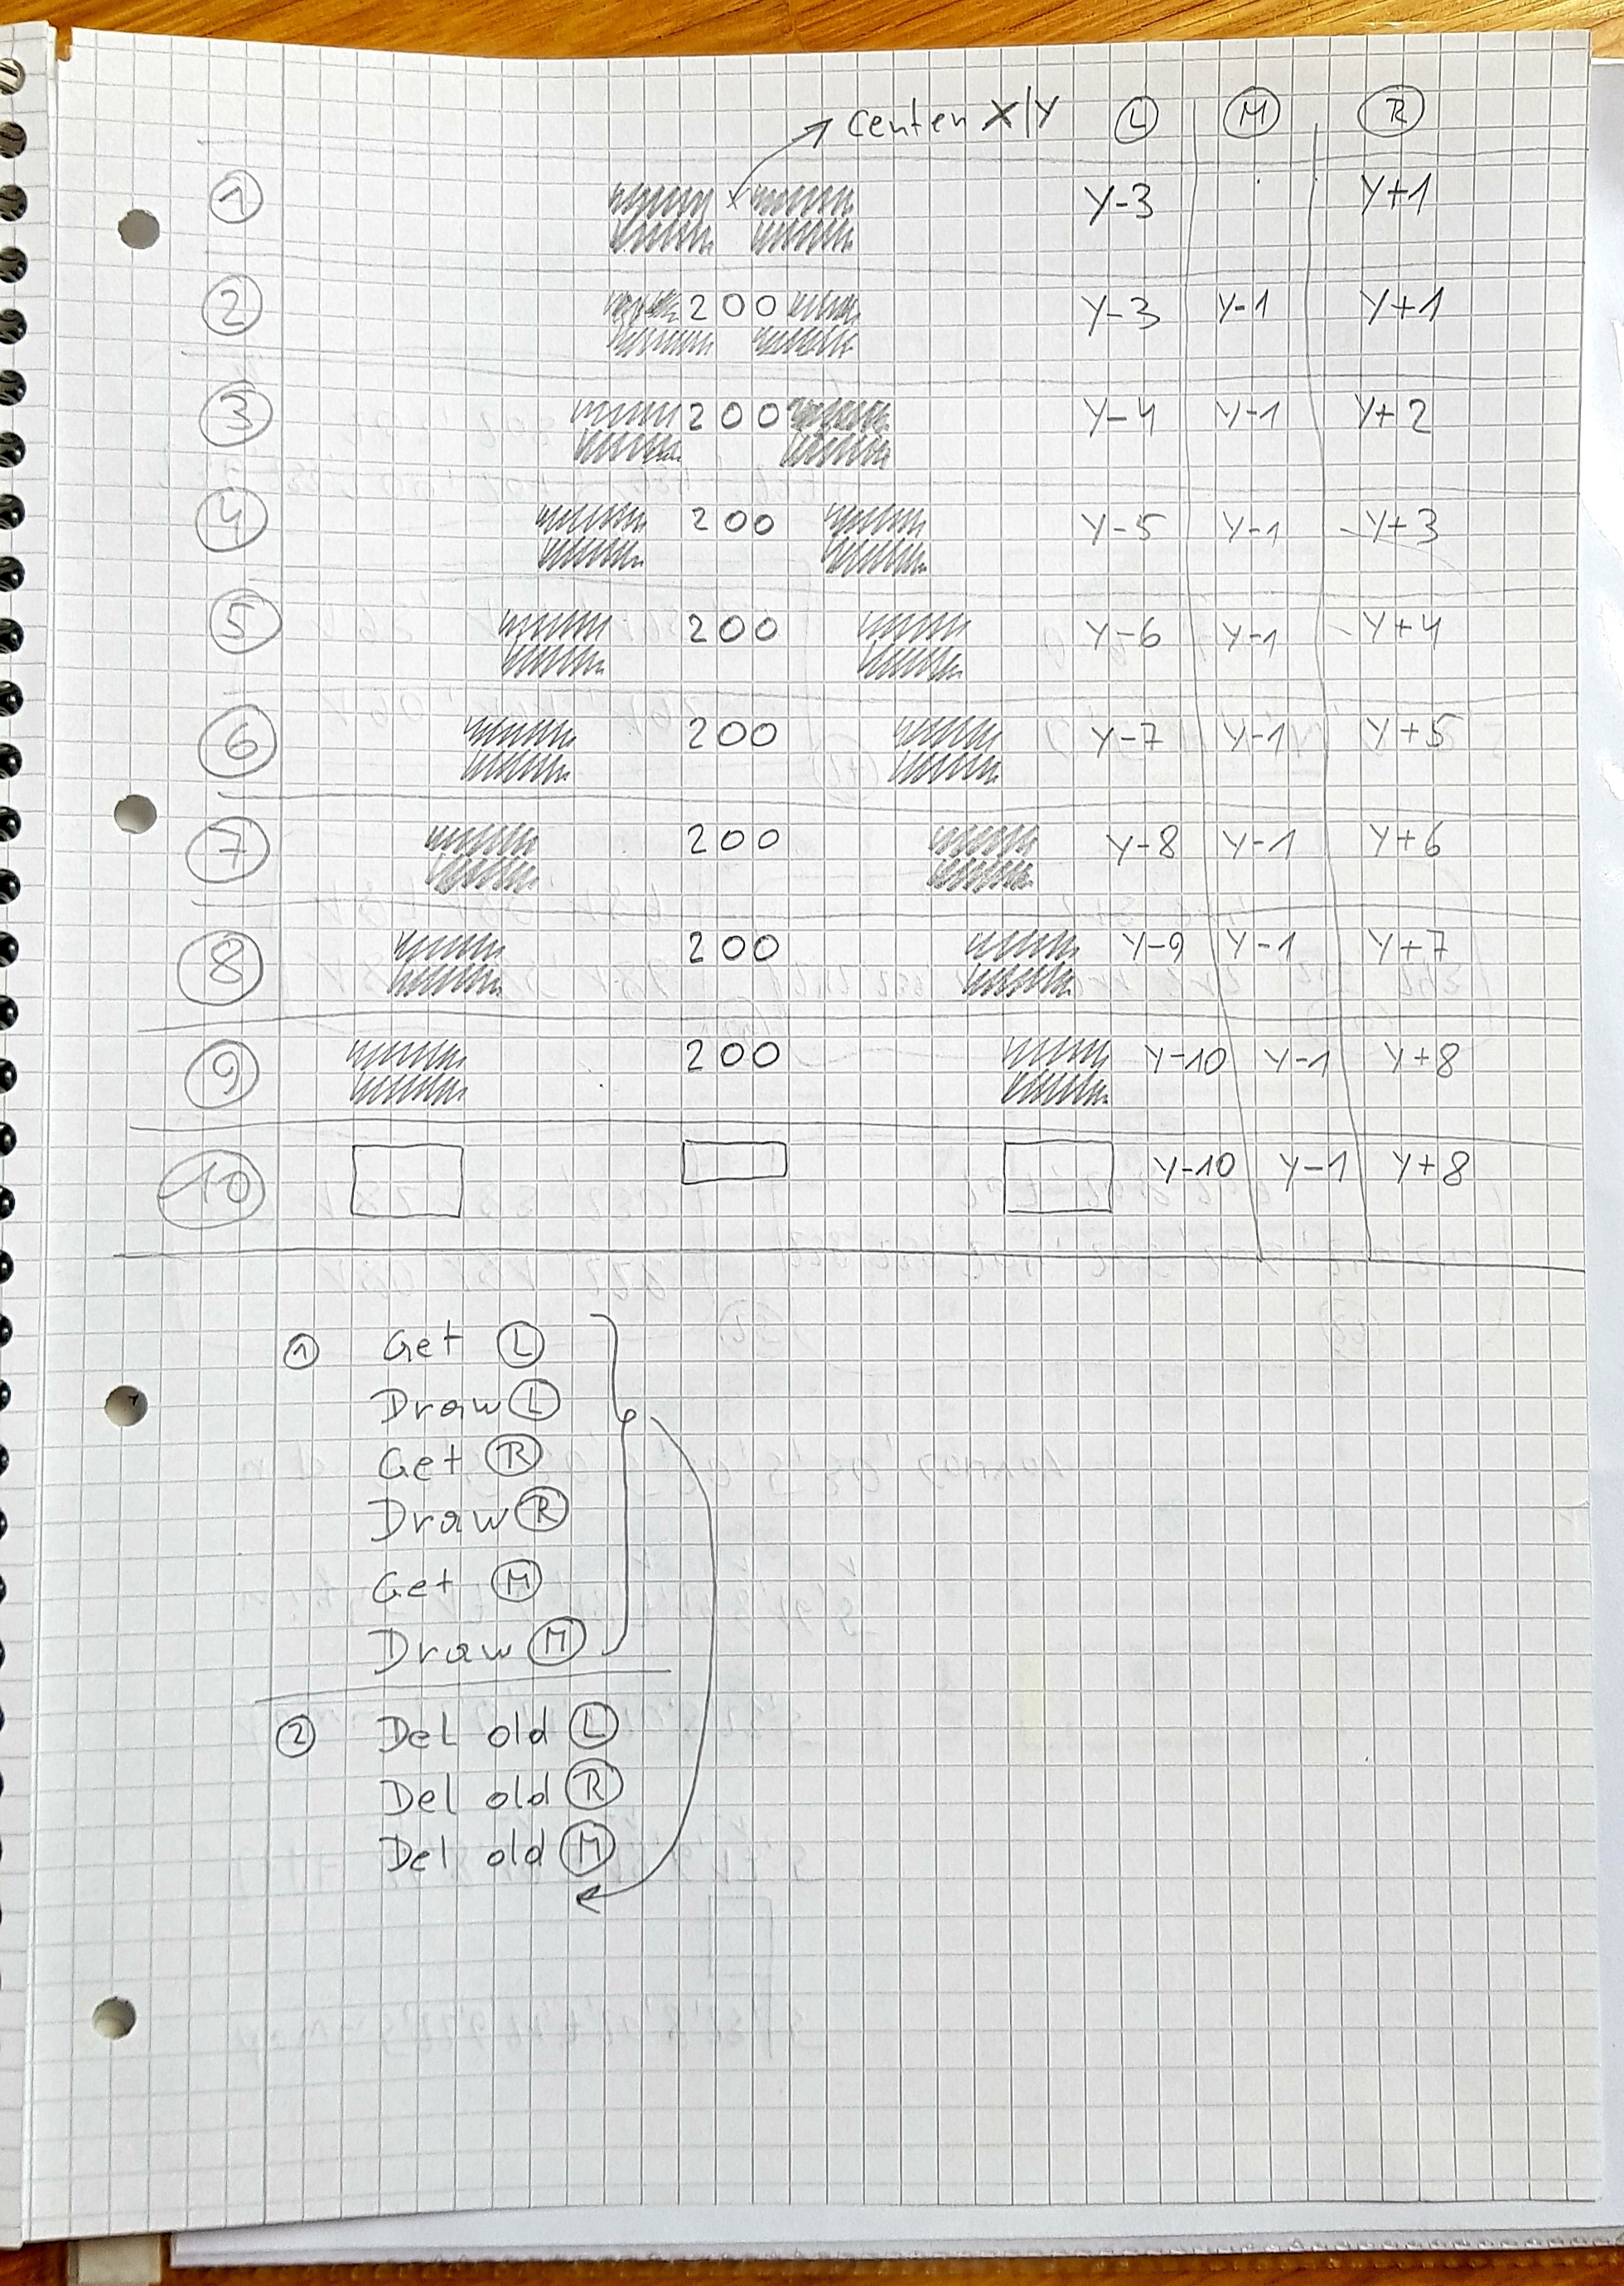 center X/Y Ⓛ Ⓜ Ⓡ
① Y-3 Y+1
② 200 Y-3 Y-1 Y+1
③ 200 Y-4 Y-1 Y+2
④ 200 Y-5 Y-1 Y+3
⑤ 200 Y-6 Y-1 Y+4
⑥ 200 Y-7 Y-1 Y+5
⑦ 200 Y-8 Y-1 Y+6
⑧ 200 Y-9 Y-1 Y+7
⑨ 200 Y-10 Y-1 Y+8
⑩ Y-10 Y-1 Y+8
① Get Ⓛ
Draw Ⓛ
Get Ⓡ
Draw Ⓡ
Get Ⓜ
Draw Ⓜ
② Del old Ⓛ
Del old Ⓡ
Del old Ⓜ